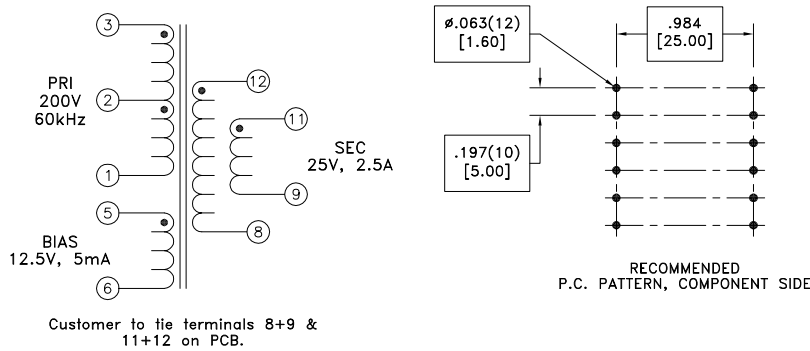 3
PRI
200V
60kHz
2
1
5
BIAS
12.5V, 5mA
6
12
11
SEC
25V, 2.5A
9
8
Customer to tie terminals 8+9 &
11+12 on PCB.
ø.063(12)
[1.60]
.984
[25.00]
.197(10)
[5.00]
RECOMMENDED
P.C. PATTERN, COMPONENT SIDE